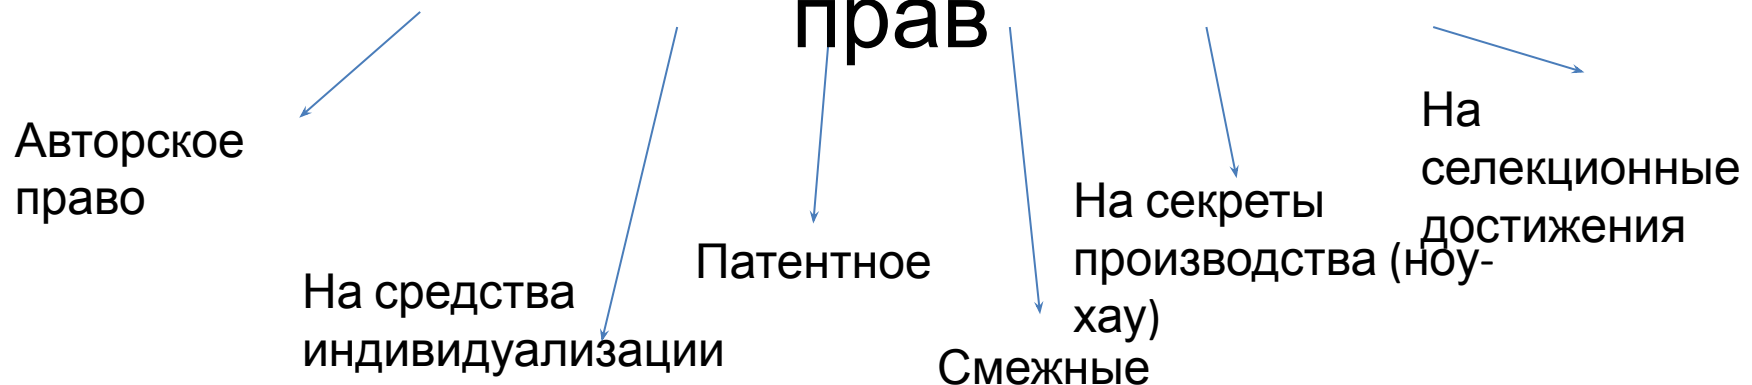 прав
Авторское
право
На средства
индивидуализации
Патентное
Смежные
На секреты
производства (ноу-
хау)
На
селекционные
достижения